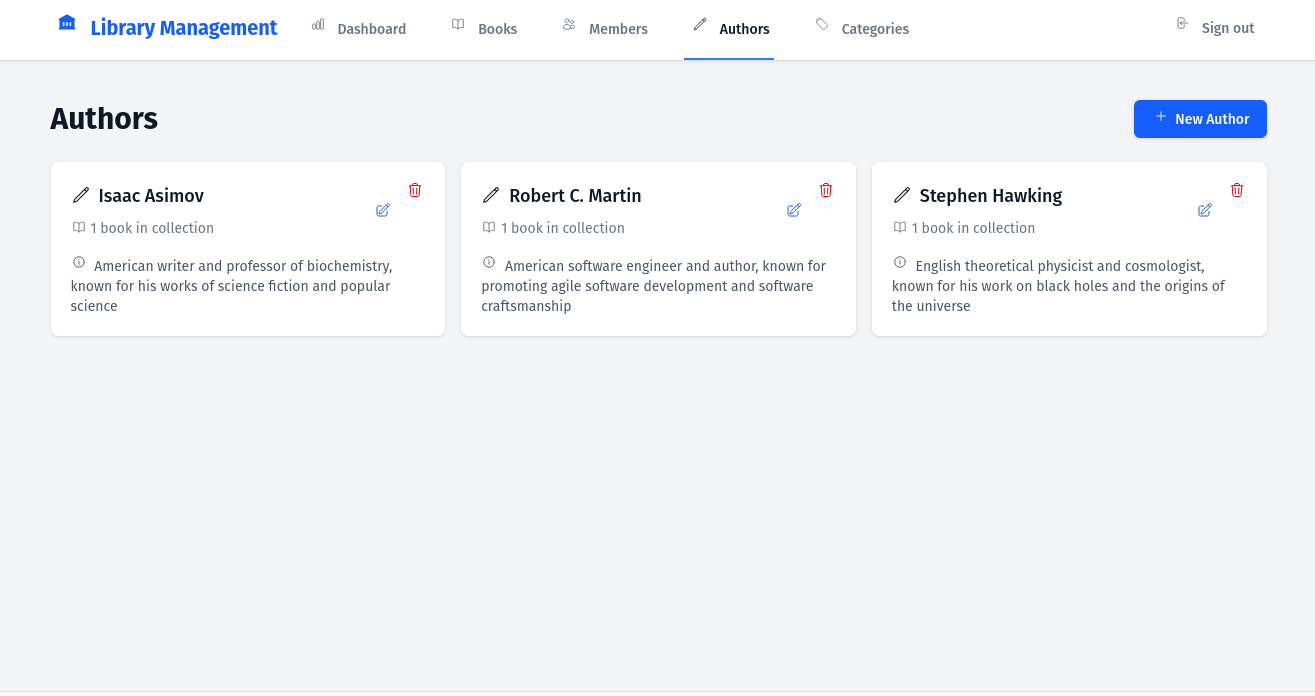 Library Management
Dashboard
Books
Members
Authors
Categories
Sign out
Authors
New Author
Isaac Asimov
1 book in collection
American writer and professor of biochemistry,
known for his works of science fiction and popular
science
Robert C. Martin
1 book in collection
American software engineer and author, known for
promoting agile software development and software
craftsmanship
Stephen Hawking
1 book in collection
English theoretical physicist and cosmologist,
known for his work on black holes and the origins of
the universe